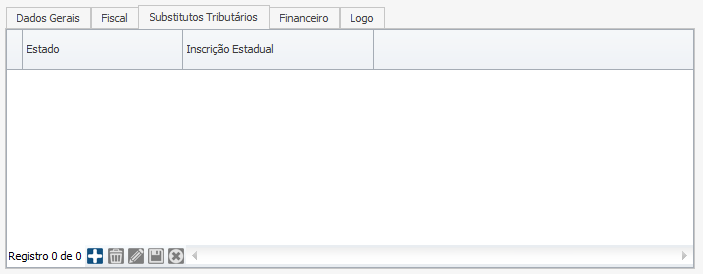 Dados Gerais Fiscal Substitutos Tributários Financeiro Logo
Estado Inscrição Estadual
Registro 0 de 0